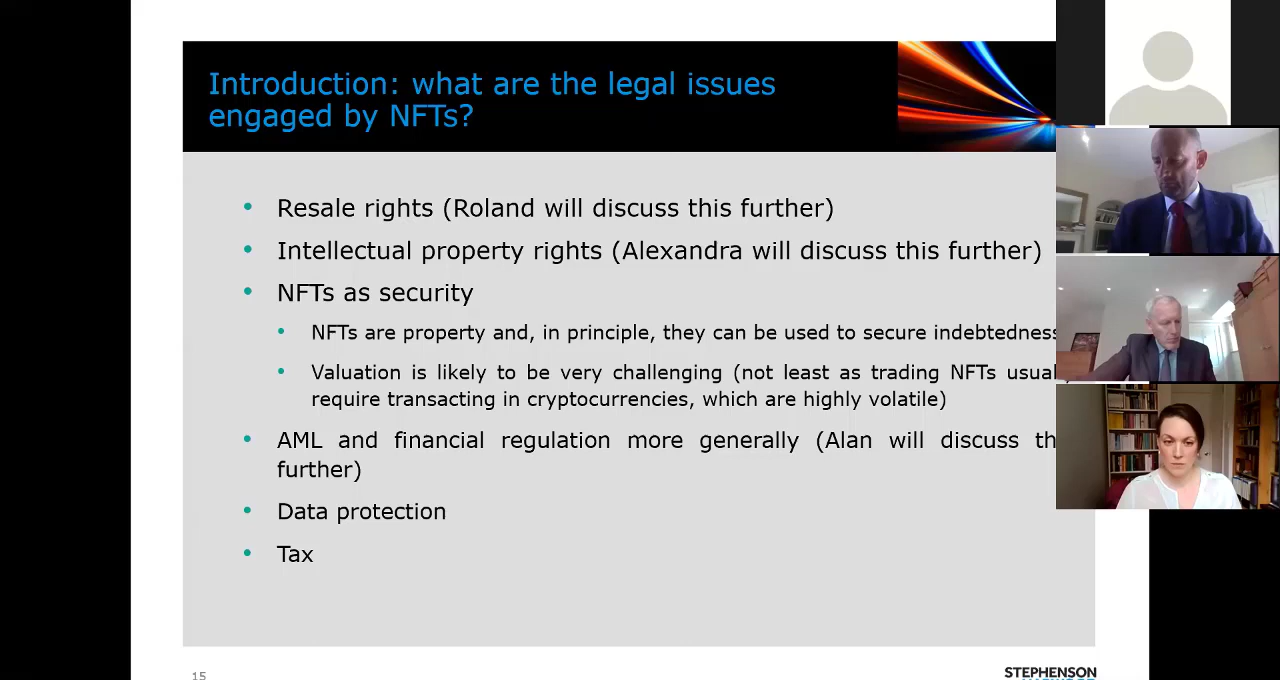 Introduction: what are the legal issues
engaged by NFTs?
• Resale rights (Roland will discuss this further)
• Intellectual property rights (Alexandra will discuss this further)
• NFTs as security
• NFTs are property and, in principle, they can be used to secure indebtedness
• Valuation is likely to be very challenging (not least as trading NFTs
require transacting in cryptocurrencies, which are highly volatile)
• AML and financial regulation more generally (Alan will discuss
further)
• Data protection
• Tax
15
STEPHENSON